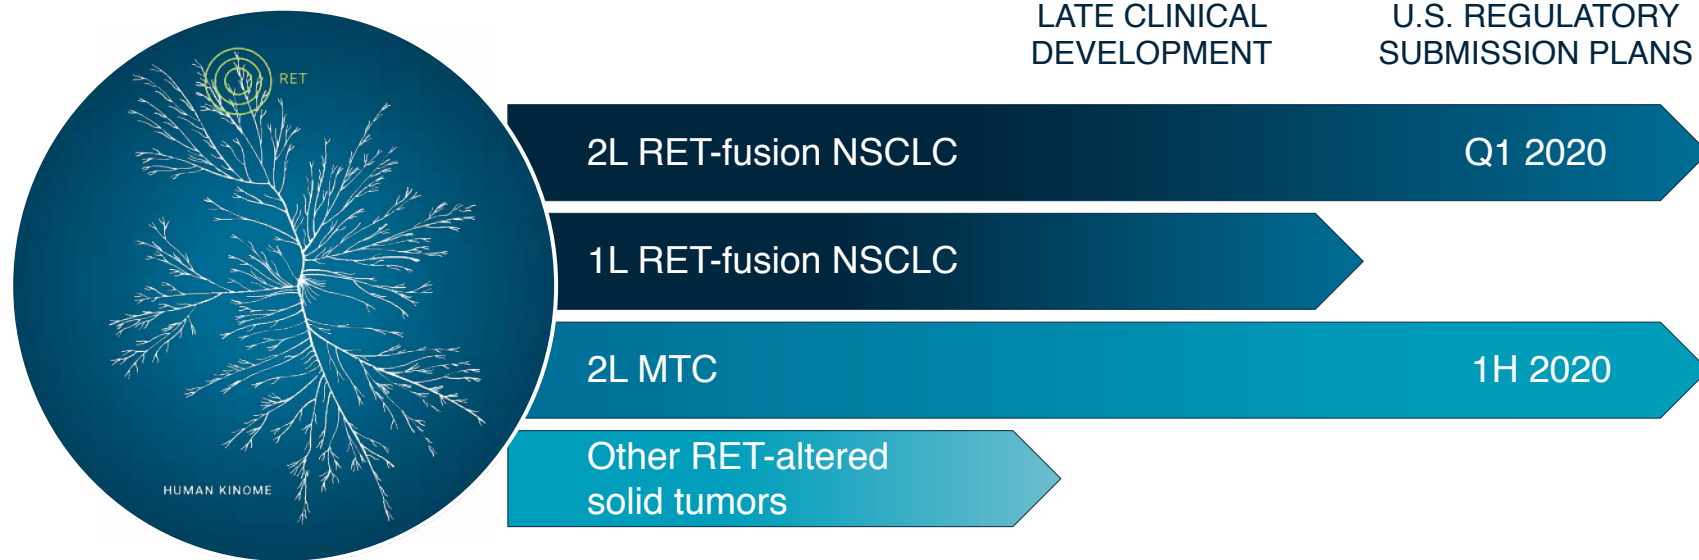 LATE CLINICAL
DEVELOPMENT
U.S. REGULATORY
SUBMISSION PLANS
RET
2L RET-fusion NSCLC
Q1 2020
1L RET-fusion NSCLC
2L MTC
1H 2020
Other RET-altered
solid tumors
HUMAN KINOME